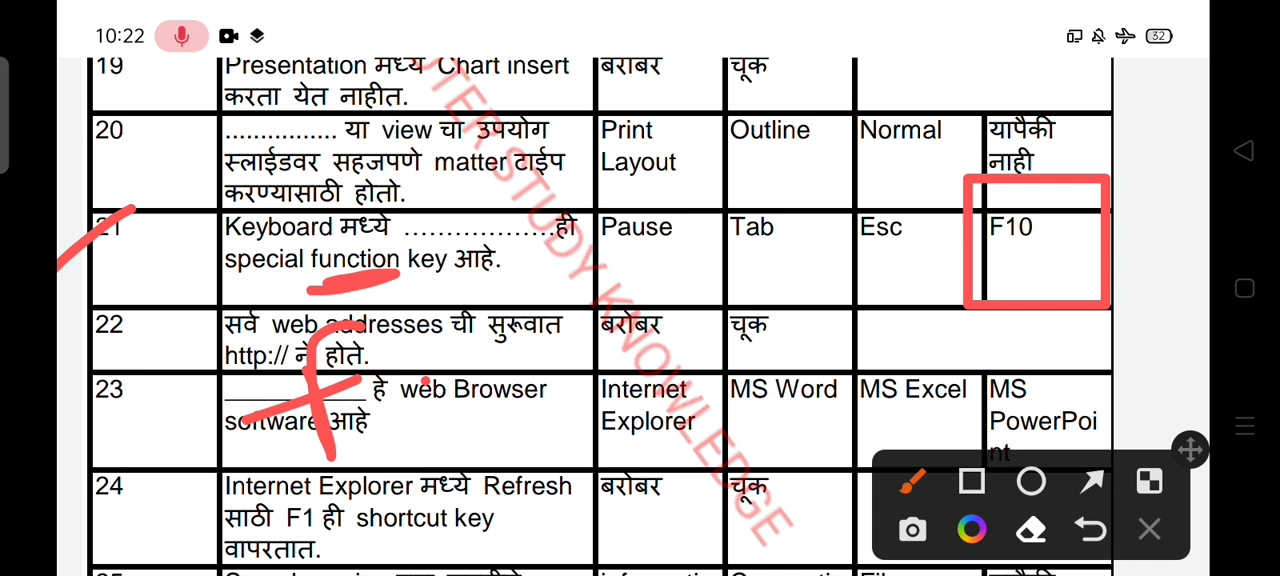 10:22
32
19 Presentation मध्ये Chart insert बरोबर चूक
करता येत नाहीत.
20 ................ या view चा उपयोग Print Outline Normal यापैकी
स्लाईडवर सहजपणे matter टाईप Layout नाही
करण्यासाठी होतो.
21 Keyboard मध्ये ..................ही Pause Tab Esc F10
special function key आहे.
22 सर्व web addresses ची सुरूवात बरोबर चूक
http:// ने होते.
23 __________ हे web Browser Internet MS Word MS Excel MS
software आहे Explorer PowerPoi
nt
24 Internet Explorer मध्ये Refresh बरोबर चूक
साठी F1 ही shortcut key
वापरतात.
UTER STUDY KNOWLEDGE
f